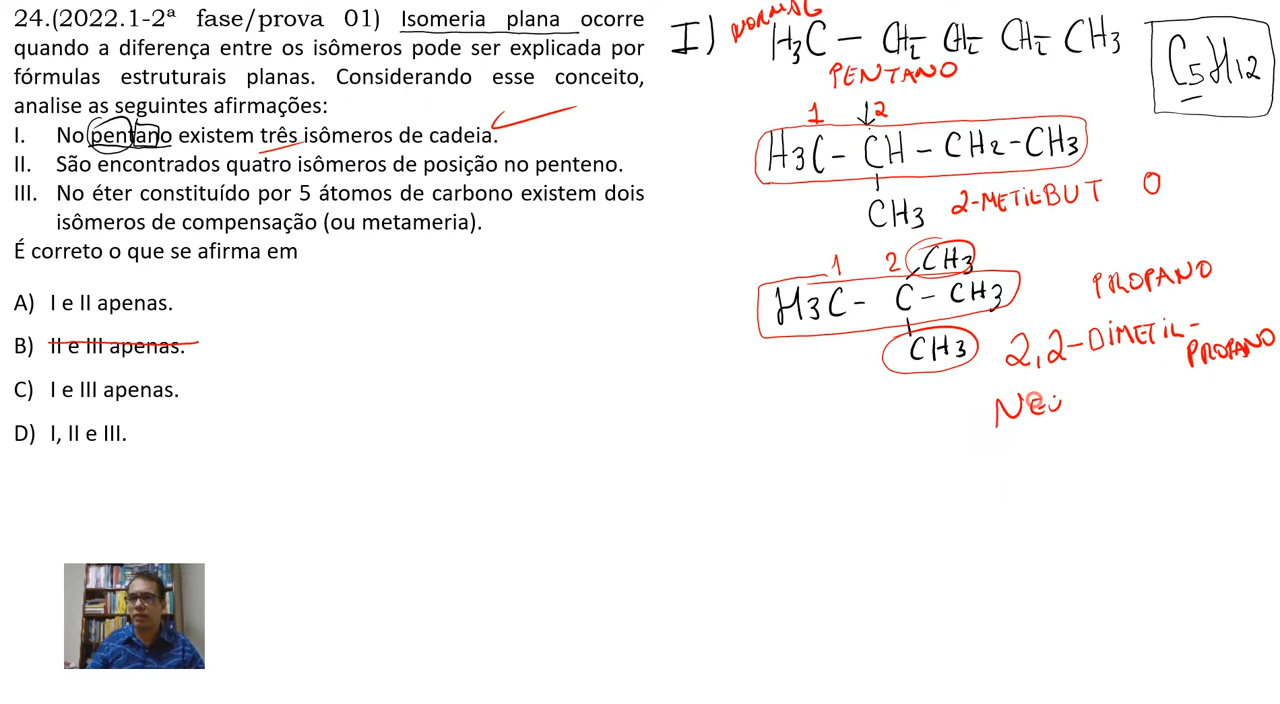 24.(2022.1-2ª fase/prova 01) Isomeria plana ocorre
quando a diferença entre os isômeros pode ser explicada por
fórmulas estruturais planas. Considerando esse conceito,
analise as seguintes afirmações:
I. No pentano existem três isômeros de cadeia.
II. São encontrados quatro isômeros de posição no penteno.
III. No éter constituído por 5 átomos de carbono existem dois
isômeros de compensação (ou metameria).
É correto o que se afirma em
A) I e II apenas.
B) II e III apenas.
C) I e III apenas.
D) I, II e III.
I) NORMAL H3C - CH2- CH2- CH2- CH3
PENTANO
C5H12
1 2
H3C - CH - CH2 - CH3
CH3 2-METILBUT O
1 2 CH3
H3C - C - CH3 PROPANO
CH3 2,2-DIMETIL-
PROPANO
NEO